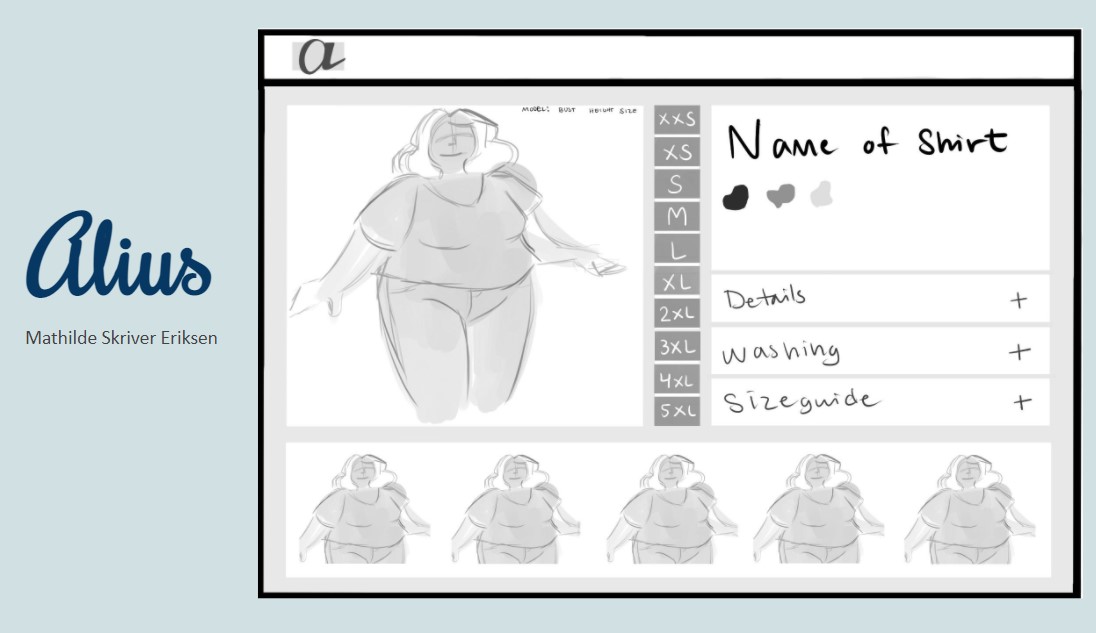 Alius
Mathilde Skriver Eriksen
a
MODEL: BUST HEIGHT SIZE
XXS
XS
S
M
L
XL
2XL
3XL
4XL
5XL
Name of Shirt
Details +
Washing +
Sizeguide +